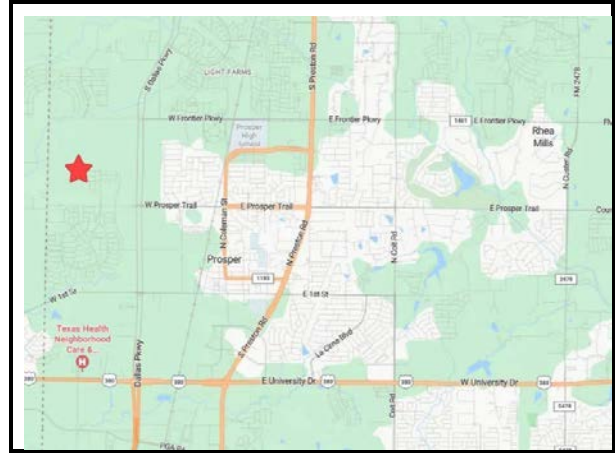 S Dallas Pkwy
S Preston Rd
FM 2478
LIGHT FARMS
W Frontier Pkwy
E Frontier Pkwy
1461
E Frontier Pkwy
Prosper
High
School
Rhea
Mills
N Custer Rd
W Prosper Trail
N Coleman St
E Prosper Trail
E Prosper Trail
N Preston Rd
N Coit Rd
Prosper
1193
2478
W 1st St
E 1st St
Texas Health
Neighborhood
Care &...
H
Dallas Pkwy
S Preston Rd
La Cima Blvd
380
380
380
E University Dr
380
W University Dr
380
Coit Rd
2478